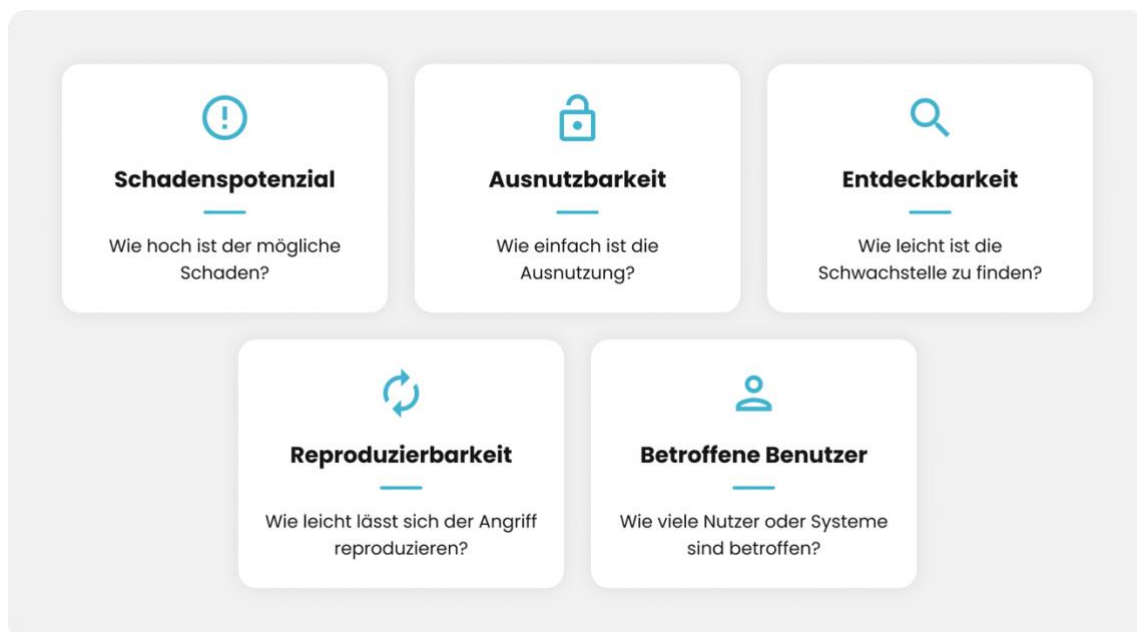 Schadenspotenzial
Wie hoch ist der mögliche
Schaden?
Ausnutzbarkeit
Wie einfach ist die
Ausnutzung?
Entdeckbarkeit
Wie leicht ist die
Schwachstelle zu finden?
Reproduzierbarkeit
Wie leicht lässt sich der Angriff
reproduzieren?
Betroffene Benutzer
Wie viele Nutzer oder Systeme
sind betroffen?